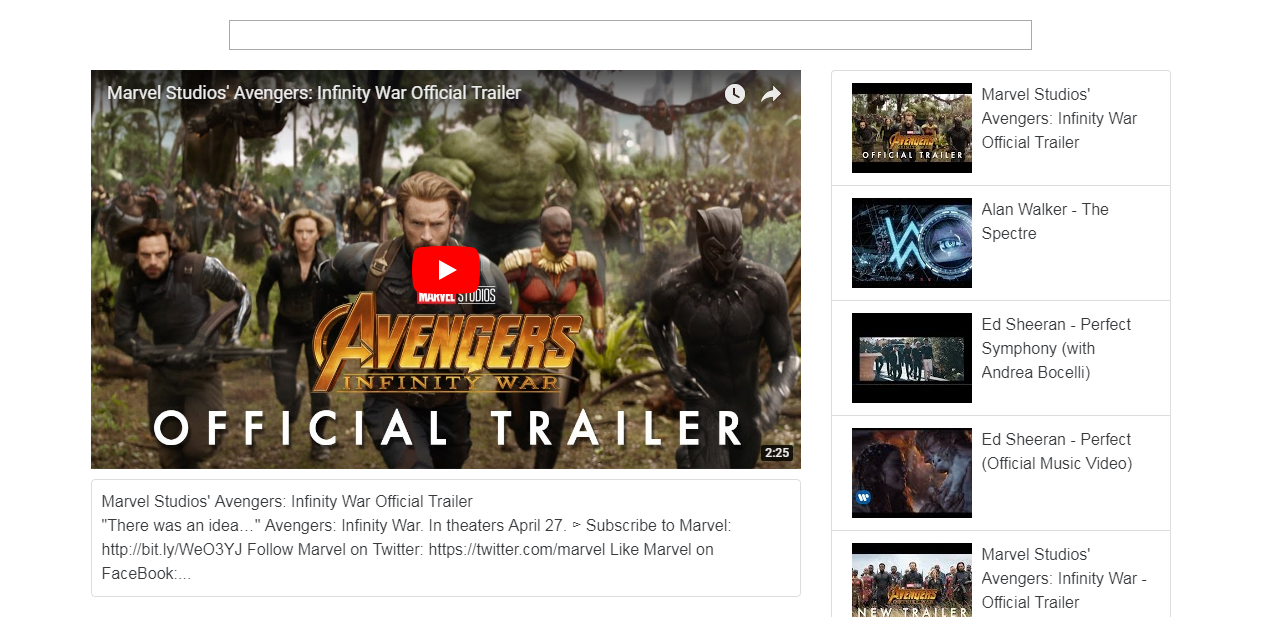 Marvel Studios' Avengers: Infinity War Official Trailer
MARVEL STUDIOS
AVENGERS
INFINITY WAR
OFFICIAL TRAILER
2:25
Marvel Studios' Avengers: Infinity War Official Trailer
"There was an idea…" Avengers: Infinity War. In theaters April 27. ► Subscribe to Marvel:
http://bit.ly/WeO3YJ Follow Marvel on Twitter: https://twitter.com/marvel Like Marvel on
FaceBook:...
AVENGERS
OFFICIAL TRAILER
Marvel Studios'
Avengers: Infinity War
Official Trailer
Alan Walker - The
Spectre
Ed Sheeran - Perfect
Symphony (with
Andrea Bocelli)
Ed Sheeran - Perfect
(Official Music Video)
AVENGERS
NEW TRAILER
Marvel Studios'
Avengers: Infinity War -
Official Trailer